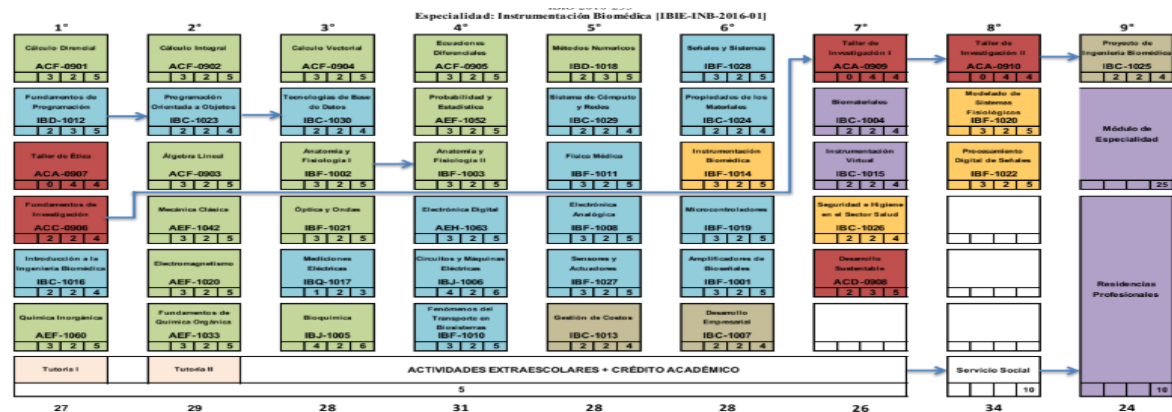 Especialidad: Instrumentación Biomédica [IBIE-INB-2016-01]
1° 2° 3° 4° 5° 6° 7° 8° 9°
Cálculo Direncial
ACF-0901
3 2 5
Cálculo Integral
ACF-0902
3 2 5
Calculo Vectorial
ACF-0904
3 2 5
Ecuaciones
Diferenciales
ACF-0905
3 2 5
Métodos Numericos
IBD-1018
2 3 5
Señales y Sistemas
IBF-1028
3 2 5
Taller de
Investigación I
ACA-0909
0 4 4
Taller de
Investigación II
ACA-0910
0 4 4
Proyecto de
Ingeniería Biomédica
IBC-1025
2 2 4
Fundamentos de
Programación
IBD-1012
2 3 5
Programación
Orientada a Objetos
IBC-1023
2 2 4
Tecnologías de Base
de Datos
IBC-1030
2 2 4
Probabilidad y
Estadística
AEF-1052
3 2 5
Sistema de Cómputo
y Redes
IBC-1029
2 2 4
Propiedades de los
Materiales
IBC-1024
2 2 4
Biomateriales
IBC-1004
2 2 4
Modelado de
Sistemas
Fisiológicos
IBF-1020
3 2 5
Módulo de
Especialidad
25
Taller de Ética
ACA-0907
0 4 4
Álgebra Lineal
ACF-0903
3 2 5
Anatomía y
Fisiología I
IBF-1002
3 2 5
Anatomía y
Fisiología II
IBF-1003
3 2 5
Física Médica
IBF-1011
3 2 5
Instrumentación
Biomédica
IBF-1014
3 2 5
Instrumentación
Virtual
IBC-1015
2 2 4
Procesamiento
Digital de Señales
IBF-1022
3 2 5
Fundamentos de
Investigación
ACC-0906
2 2 4
Mecánica Clásica
AEF-1042
3 2 5
Óptica y Ondas
IBF-1021
3 2 5
Electrónica Digital
AEH-1063
3 2 5
Electrónica
Analógica
IBF-1008
3 2 5
Microcontroladores
IBF-1019
3 2 5
Seguridad e Higiene
en el Sector Salud
IBC-1026
2 2 4
Residencias
Profesionales
10
Introducción a la
Ingeniería Biomédica
IBC-1016
2 2 4
Electromagnetismo
AEF-1020
3 2 5
Mediciones
Eléctricas
IBQ-1017
1 2 3
Circuitos y Máquinas
Eléctricas
IBJ-1006
4 2 6
Sensores y
Actuadores
IBF-1027
3 2 5
Amplificadores de
Bioseñales
IBF-1001
3 2 5
Desarrollo
Sustentable
ACD-0908
2 3 5
Química Inorgánica
AEF-1060
3 2 5
Fundamentos de
Química Orgánica
AEF-1033
3 2 5
Bioquimica
IBJ-1005
4 2 6
Fenómenos del
Transporte en
Biosistemas
IBF-1010
3 2 5
Gestión de Costos
IBC-1013
2 2 4
Desarrollo
Empresarial
IBC-1007
2 2 4
Tutoría I
Tutoría II
ACTIVIDADES EXTRAESCOLARES + CRÉDITO ACADÉMICO
5
Servicio Social
10
27 29 28 31 28 28 26 34 24